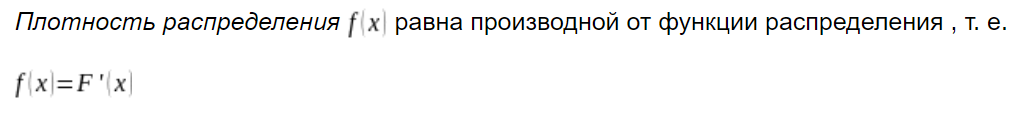 Плотность распределения f(x) равна производной от функции распределения , т. е.
f(x)=F'(x)